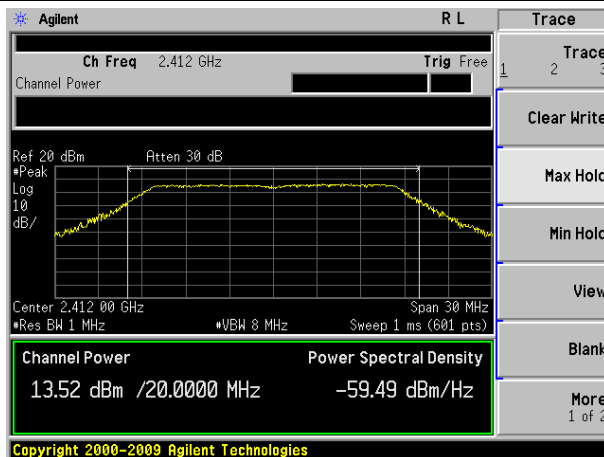 Agilent R L Trace
Ch Freq 2.412 GHz Trig Free
Channel Power
Trace
1 2 3
Clear Write
Max Hold
Min Hold
View
Blank
More
1 of 2
Ref 20 dBm Atten 30 dB
#Peak
Log
10
dB/
Center 2.412 00 GHz Span 30 MHz
#Res BW 1 MHz #VBW 8 MHz Sweep 1 ms (601 pts)
Channel Power Power Spectral Density
13.52 dBm /20.0000 MHz -59.49 dBm/Hz
Copyright 2000-2009 Agilent Technologies